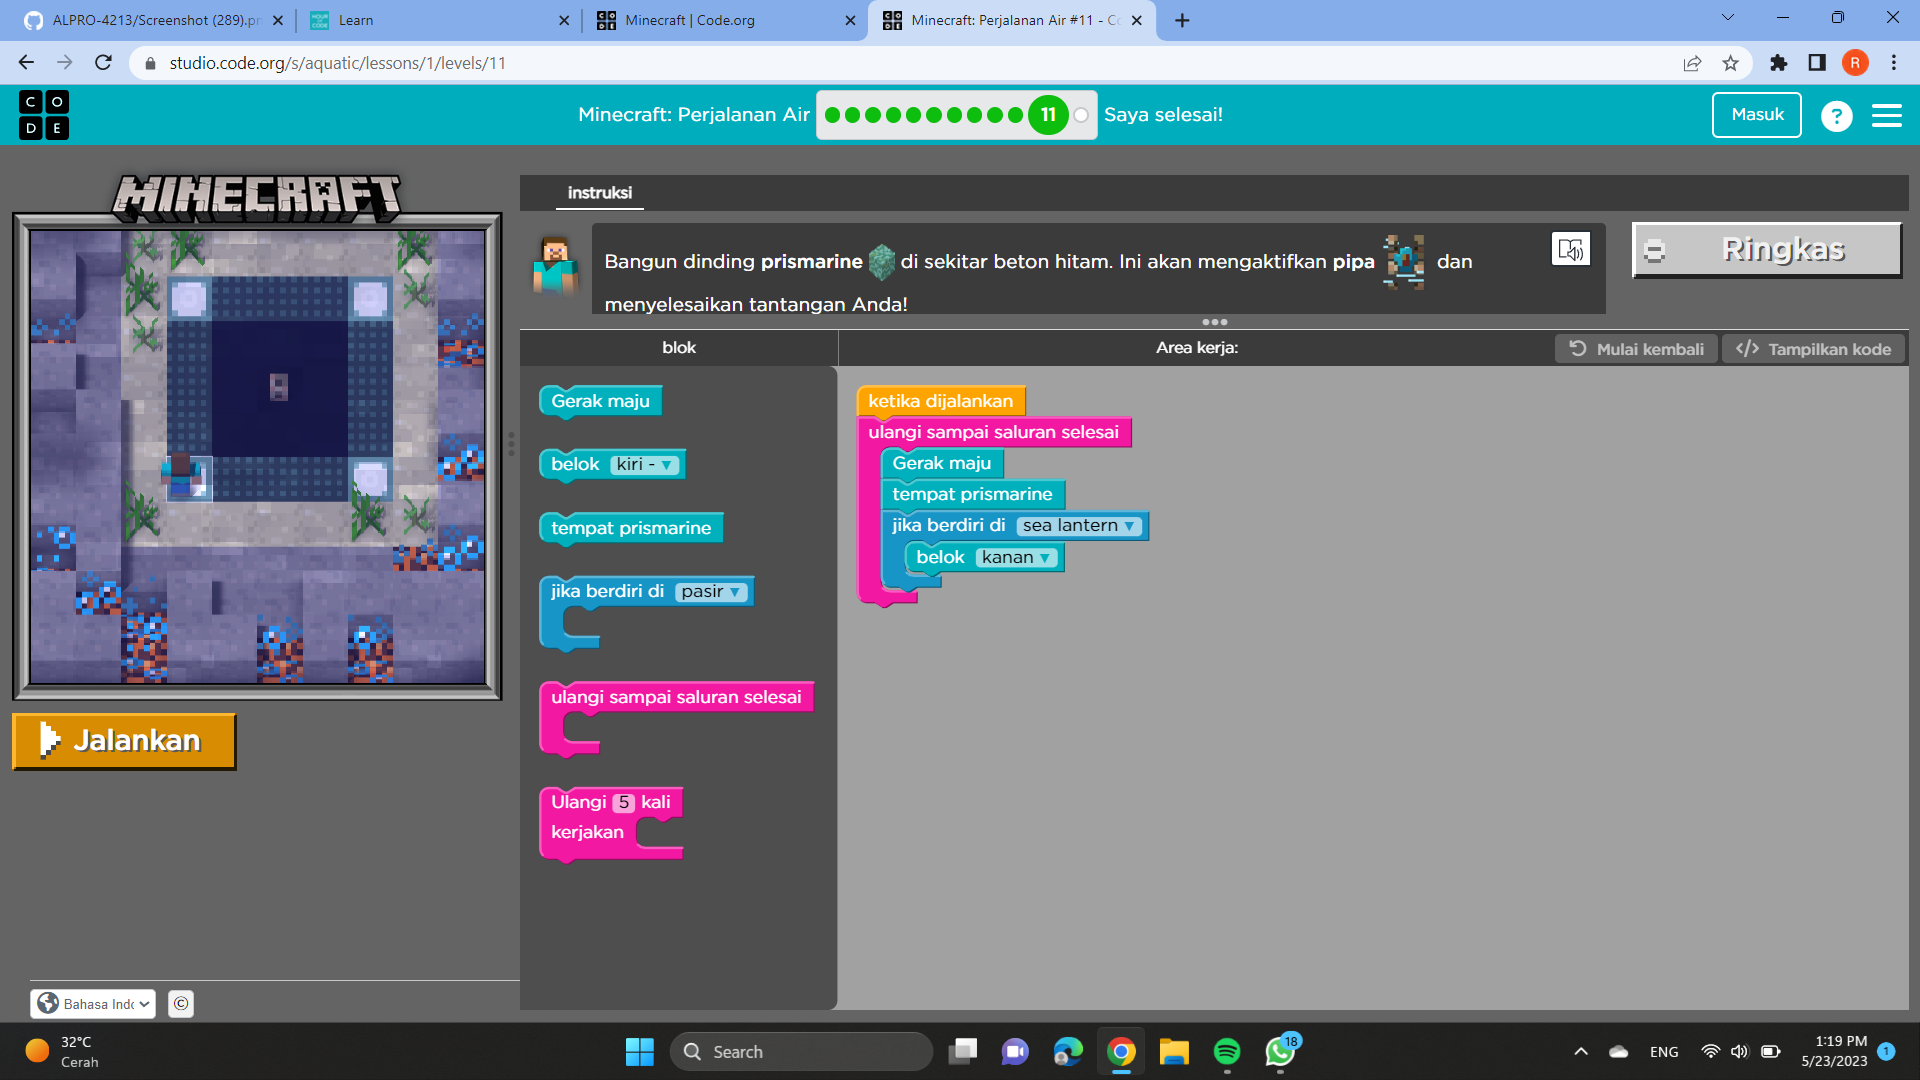 ALPRO-4213/Screenshot (289).pn
Learn
Minecraft | Code.org
Minecraft: Perjalanan Air #11 - Co
studio.code.org/s/aquatic/lessons/1/levels/11
R
C O
D E
Minecraft: Perjalanan Air
11
Saya selesai!
Masuk
?
MINECRAFT
instruksi
Bangun dinding prismarine di sekitar beton hitam. Ini akan mengaktifkan pipa dan
menyelesaikan tantangan Anda!
Ringkas
blok
Area kerja:
Mulai kembali
</> Tampilkan kode
Gerak maju
belok kiri -
tempat prismarine
jika berdiri di pasir
ulangi sampai saluran selesai
Ulangi 5 kali
kerjakan
ketika dijalankan
ulangi sampai saluran selesai
Gerak maju
tempat prismarine
jika berdiri di sea lantern
belok kanan
Jalankan
Bahasa Indo
©
32°C
Cerah
Search
18
ENG
1:19 PM
5/23/2023
1